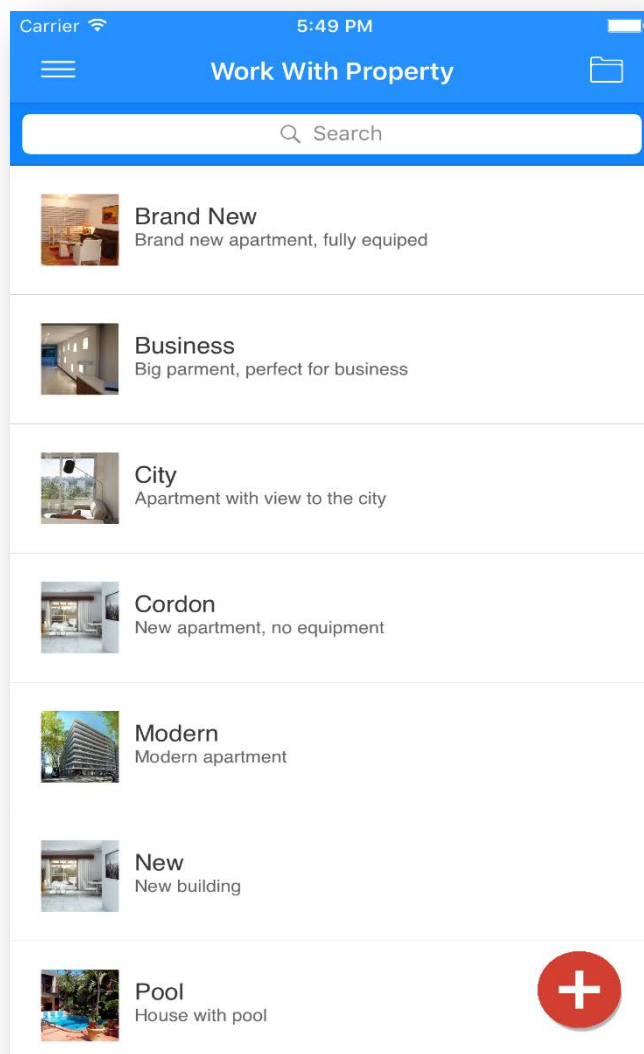 Carrier
5:49 PM
Work With Property
Search
Brand New
Brand new apartment, fully equiped
Business
Big parment, perfect for business
City
Apartment with view to the city
Cordon
New apartment, no equipment
Modern
Modern apartment
New
New building
Pool
House with pool